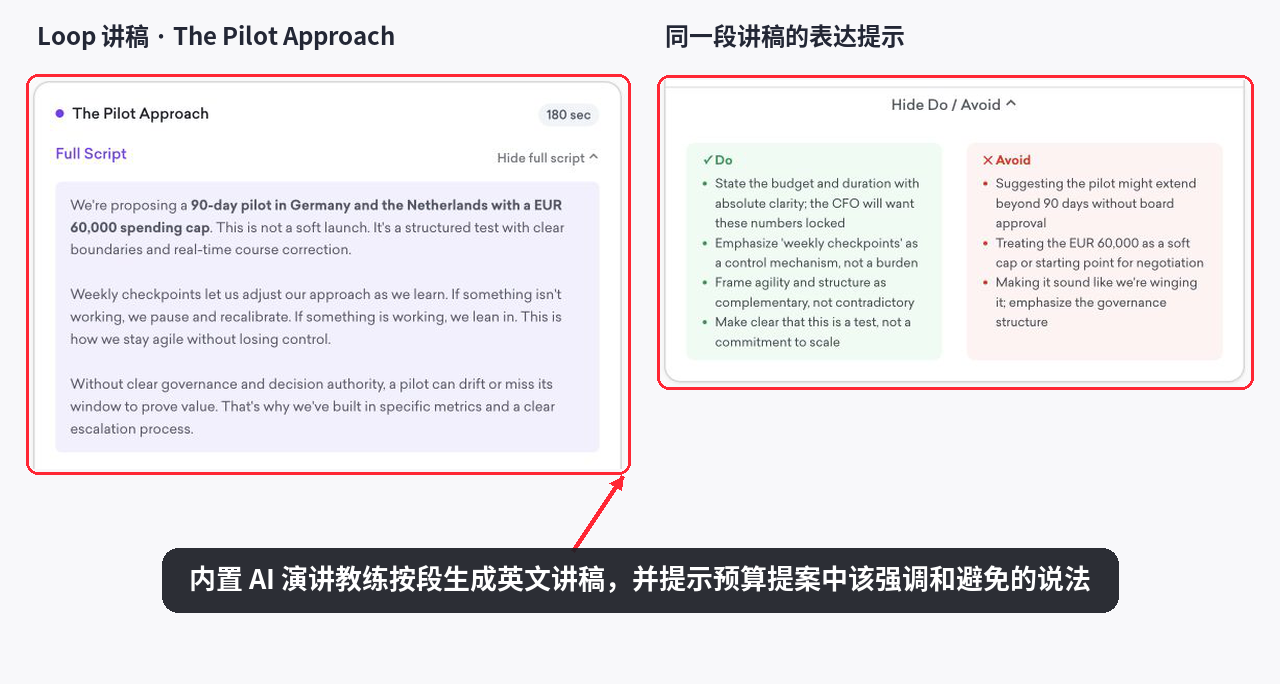 Loop 讲稿 · The Pilot Approach
The Pilot Approach
180 sec
Full Script
Hide full script
We're proposing a 90-day pilot in Germany and the Netherlands with a EUR
60,000 spending cap. This is not a soft launch. It's a structured test with clear
boundaries and real-time course correction.
Weekly checkpoints let us adjust our approach as we learn. If something isn't
working, we pause and recalibrate. If something is working, we lean in. This is
how we stay agile without losing control.
Without clear governance and decision authority, a pilot can drift or miss its
window to prove value. That's why we've built in specific metrics and a clear
escalation process.
同一段讲稿的表达提示
Hide Do / Avoid
✓ Do
• State the budget and duration with
absolute clarity; the CFO will want
these numbers locked
• Emphasize 'weekly checkpoints' as
a control mechanism, not a burden
• Frame agility and structure as
complementary, not contradictory
• Make clear that this is a test, not a
commitment to scale
✕ Avoid
• Suggesting the pilot might extend
beyond 90 days without board
approval
• Treating the EUR 60,000 as a soft
cap or starting point for negotiation
• Making it sound like we're winging
it; emphasize the governance
structure
内置 AI 演讲教练按段生成英文讲稿，并提示预算提案中该强调和避免的说法